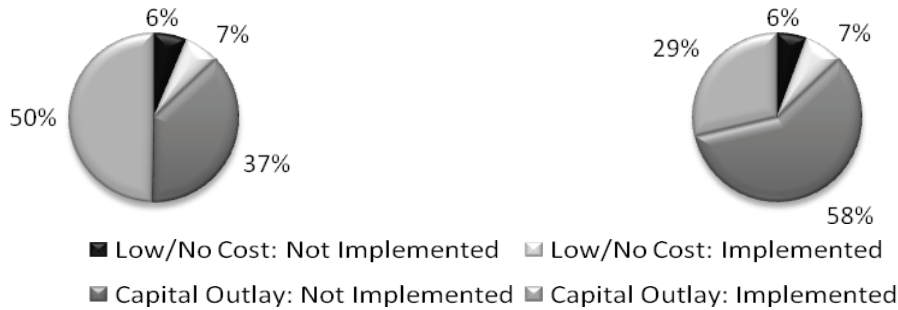 6%
7%
50%
37%
6%
7%
29%
58%
Low/No Cost: Not Implemented
Low/No Cost: Implemented
Capital Outlay: Not Implemented
Capital Outlay: Implemented